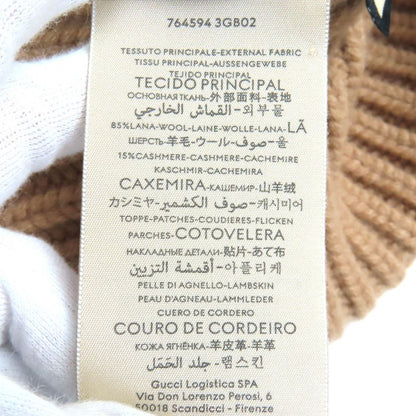 764594 3GB02
TESSUTO PRINCIPALE-EXTERNAL FABRIC
TISSU PRINCIPAL-AUSSENGEWEBE
TEJIDO PRINCIPAL
TECIDO PRINCIPAL
ОСНОВНАЯ ТКАНЬ-外部面料-表地
القماش الخارجي - 외부물
85%LANA-WOOL-LAINE-WOLLE-LANA-LÃ
ШЕРСТЬ-羊毛-ウール-صوف-울
15%CASHMERE-CASHMERE-CACHEMIRE
KASCHMIR-CACHEMIRA
CAXEMIRA-КАШЕМИР-山羊绒
カシミヤ-صوف الكشمير-캐시미어
TOPPE-PATCHES-COUDIERES-FLICKEN
PARCHES-COTOVELERA
НАКЛАДНЫЕ ДЕТАЛИ-贴片-あて布
أقمشة التزيين-아플리케
PELLE DI AGNELLO-LAMBSKIN
PEAU D'AGNEAU-LAMMLEDER
CUERO DE CORDERO
COURO DE CORDEIRO
КОЖА ЯГНЁНКА-羊皮革-羊革
جلد الحمل-램스킨
Gucci Logistica SPA
Via Don Lorenzo Perosi, 6
50018 Scandicci - Firenze